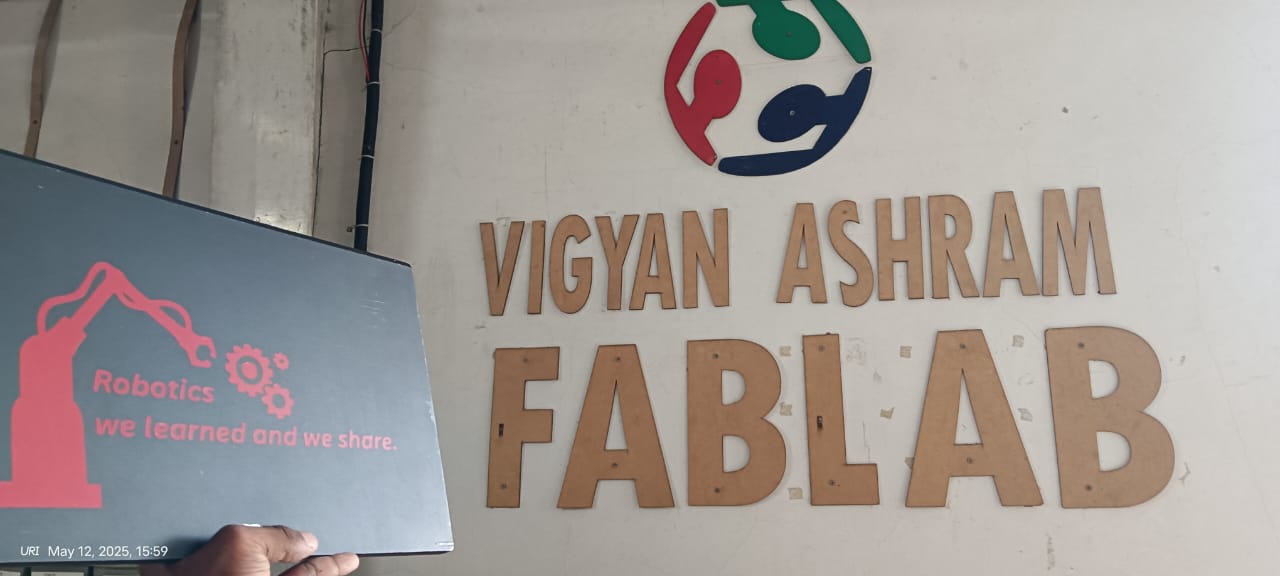 VIGYAN ASHRAM
FABLAB
Robotics
we learned and we share.
URI May 12, 2025, 15:59